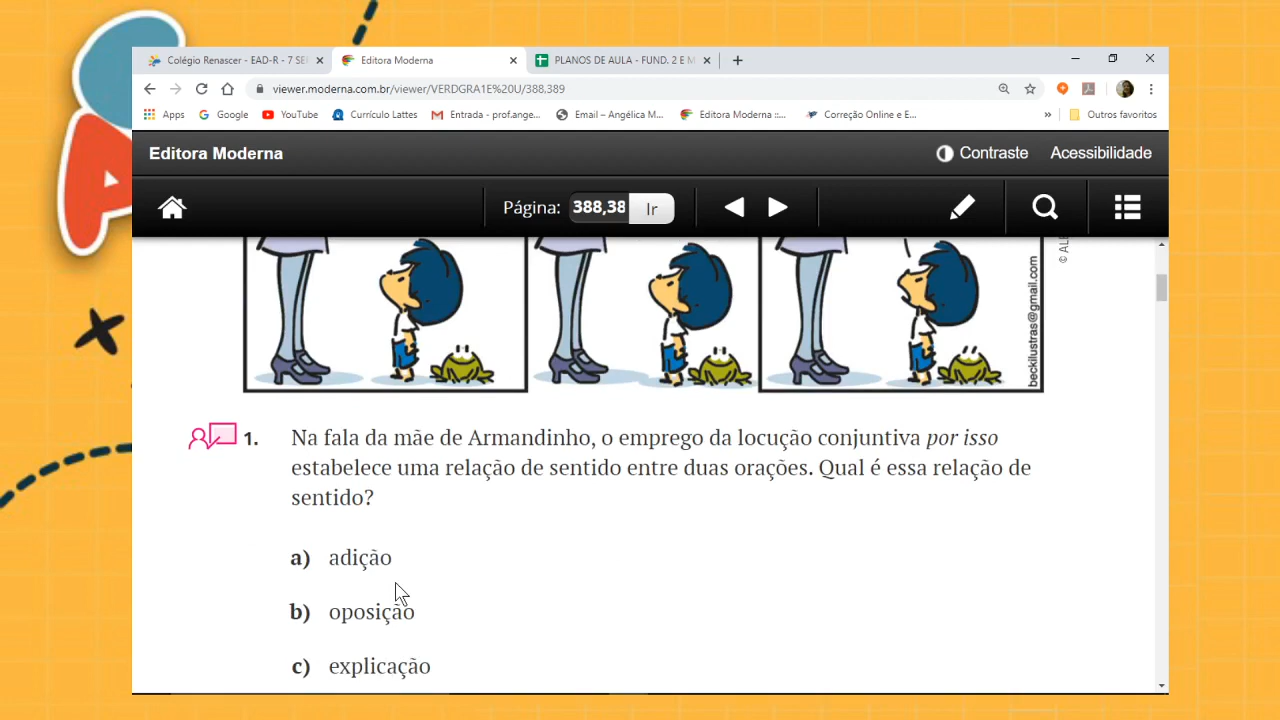 Colégio Renascer - EAD-R - 7 SÉ
Editora Moderna
PLANOS DE AULA - FUND. 2 E M
viewer.moderna.com.br/viewer/VERDGRA1E%20U/388.389
Apps
Google
YouTube
Currículo Lattes
Entrada - prof.ange...
Email – Angélica M...
Editora Moderna ::..
Correção Online e E...
»
Outros favoritos
Editora Moderna
Contraste
Acessibilidade
Página:
388,38
Ir
© ALE
beckilustras@gmail.com
1. Na fala da mãe de Armandinho, o emprego da locução conjuntiva por isso
estabelece uma relação de sentido entre duas orações. Qual é essa relação de
sentido?
a) adição
b) oposição
c) explicação